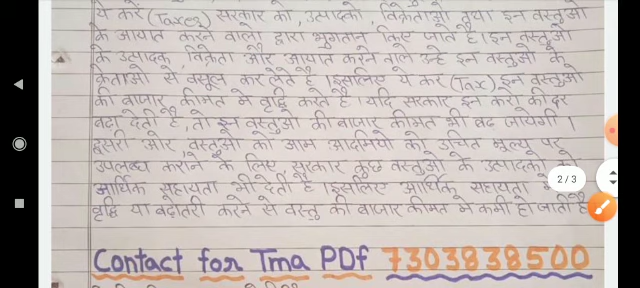 ये कर (Taxes) सरकार को, उत्पादको, विक्रेताओ तथा इन वस्तुओ
के आयात करने वालो द्वारा भुगतान किए जाते है। इन वस्तुओ
के उत्पादक, विक्रेता और आयात करने वाले उन्हे इन वस्तुओ के
क्रेताओ से वसूल कर लेते है। इसलिए ये कर (Tax) इन वस्तुओ
की बाजार कीमत मे वृद्धि करते है। यदि सरकार इन करो की दर
बढा देती है, तो इन वस्तुओ की बाजार कीमत भी बढ जायेगी।
दूसरी ओर वस्तुओ को आम आदमियो को उचित मूल्य पर
उपलब्ध कराने के लिए, सरकार कुछ वस्तुओ के उत्पादको को
आर्थिक सहायता भी देती है। इसलिए आर्थिक सहायता मे
वृद्धि या बढोतरी करने से वस्तु की बाजार कीमत मे कमी हो जाती है
2/3
Contact for Tma PDf 7303838500